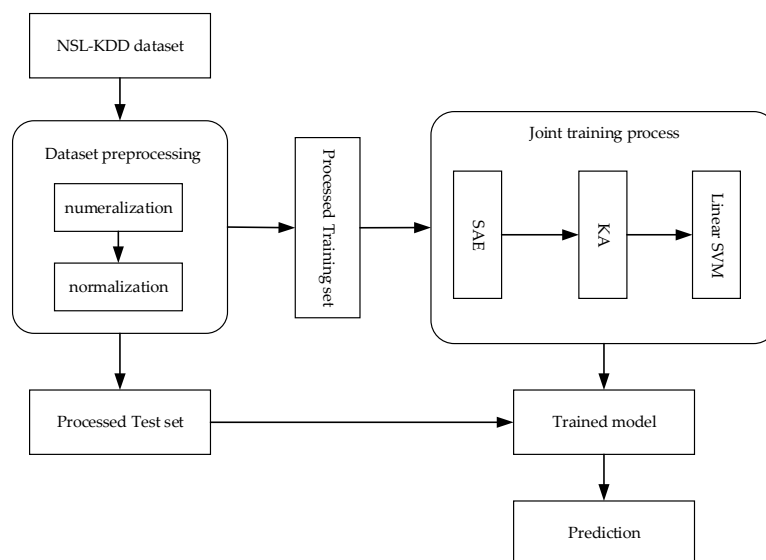 NSL-KDD dataset
Dataset preprocessing
numeralization
normalization
Processed Training set
Joint training process
SAE
KA
Linear SVM
Processed Test set
Trained model
Prediction